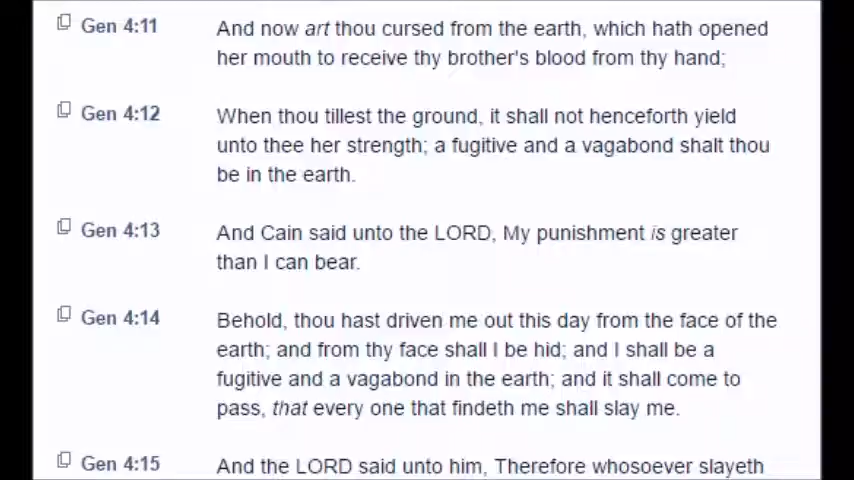 Gen 4:11 And now art thou cursed from the earth, which hath opened
her mouth to receive thy brother's blood from thy hand;
Gen 4:12 When thou tillest the ground, it shall not henceforth yield
unto thee her strength; a fugitive and a vagabond shalt thou
be in the earth.
Gen 4:13 And Cain said unto the LORD, My punishment is greater
than I can bear.
Gen 4:14 Behold, thou hast driven me out this day from the face of the
earth; and from thy face shall I be hid; and I shall be a
fugitive and a vagabond in the earth; and it shall come to
pass, that every one that findeth me shall slay me.
Gen 4:15 And the LORD said unto him, Therefore whosoever slayeth